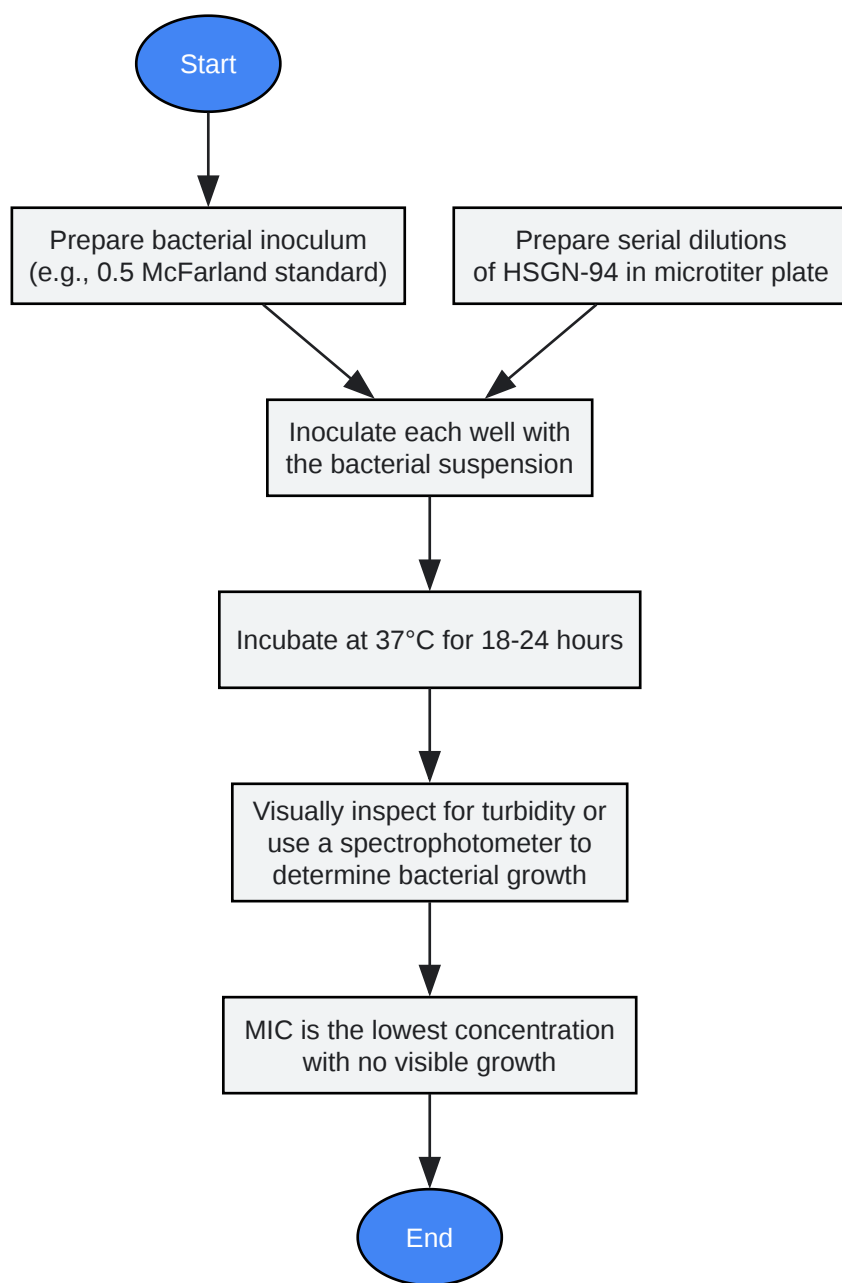 Start
Prepare bacterial inoculum
(e.g., 0.5 McFarland standard)
Prepare serial dilutions
of HSGN-94 in microtiter plate
Inoculate each well with
the bacterial suspension
Incubate at 37°C for 18-24 hours
Visually inspect for turbidity or
use a spectrophotometer to
determine bacterial growth
MIC is the lowest concentration
with no visible growth
End